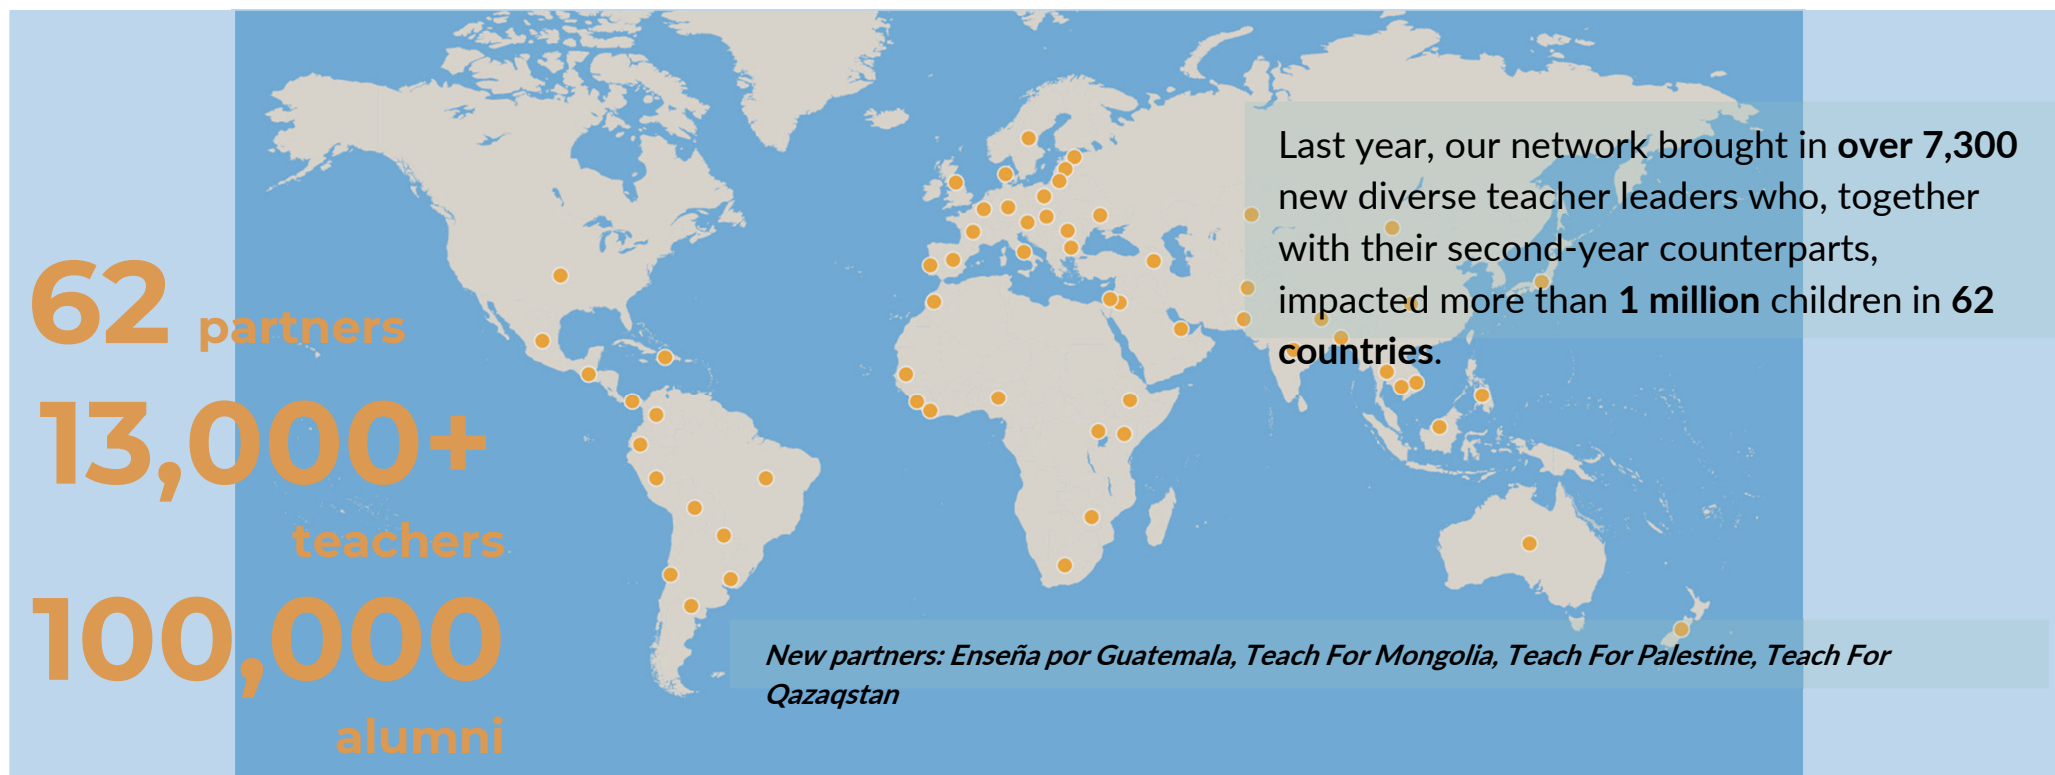 Last year, our network brought in over 7,300
new diverse teacher leaders who, together
with their second-year counterparts,
impacted more than 1 million children in 62
countries.
62 partners
13,000+
teachers
100,000
alumni
New partners: Enseña por Guatemala, Teach For Mongolia, Teach For Palestine, Teach For
Qazaqstan